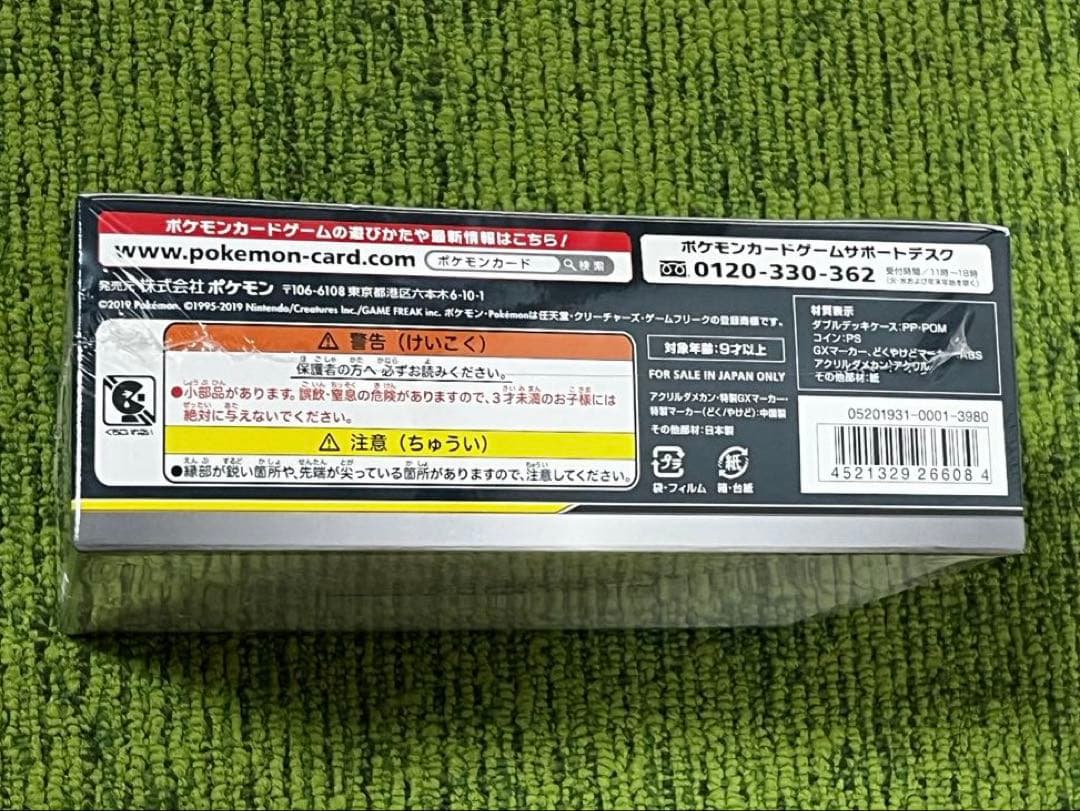 ポケモンカードゲームの遊びかたや最新情報はこちら!
www.pokemon-card.com
ポケモンカード
検索
発売元 株式会社 ポケモン 〒106-6108 東京都港区六本木6-10-1
©2019 Pokémon. ©1995-2019 Nintendo/Creatures Inc./GAME FREAK inc. ポケモン・Pokémonは任天堂・クリーチャーズ・ゲームフリークの登録商標です。
警告(けいこく)
保護者の方へ 必ずお読みください。
●小部品があります。誤飲・窒息の危険がありますので、3才未満のお子様には
絶対に与えないでください。
注意(ちゅうい)
●縁部が鋭い箇所や、先端が尖っている箇所がありますので、注意してください。
ポケモンカードゲームサポートデスク
0120-330-362
受付時間/11時〜18時
(火・水および年末年始を除く)
対象年齢:9才以上
FOR SALE IN JAPAN ONLY
アクリルダメカン・特製GXマーカー・
特製マーカー(どく/やけど):中国製
その他部材:日本製
プラ
袋・フィルム
紙
箱・台紙
材質表示
ダブルデッキケース:PP・POM
コイン:PS
GXマーカー、どくやけどマーカー:ABS
アクリルダメカン:アクリル
その他部材:紙
05201931-0001-3980
4521329 26608 4